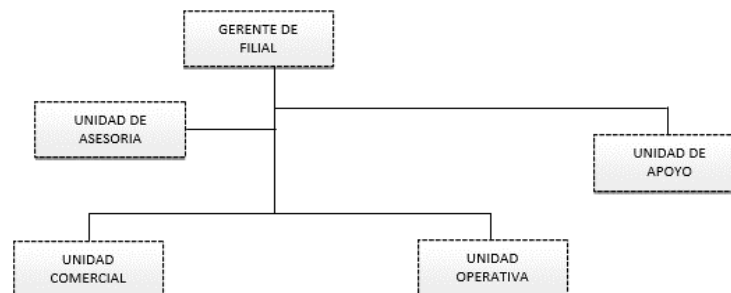 GERENTE DE
FILIAL
UNIDAD DE
ASESORIA
UNIDAD DE
APOYO
UNIDAD
COMERCIAL
UNIDAD
OPERATIVA